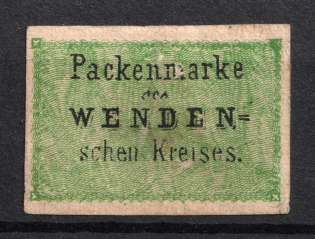 Packenmarke
des
WENDEN=
schen Kreises.